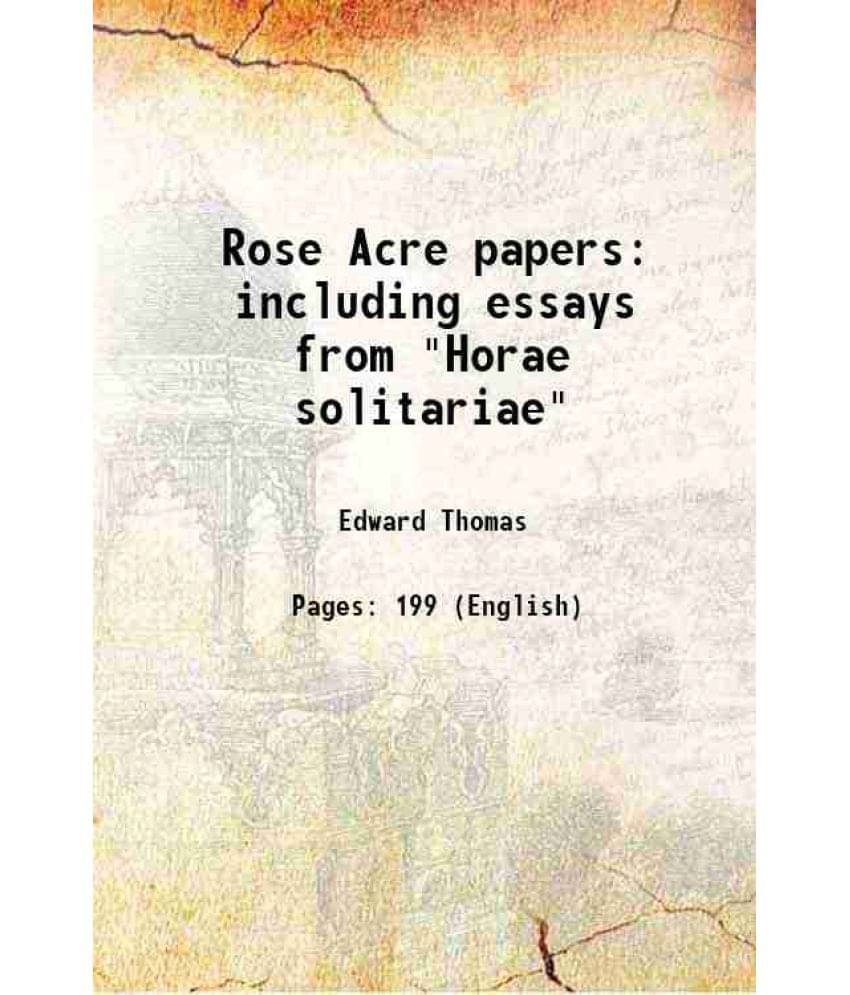 Rose Acre papers:
including essays
from "Horae
solitariae"
Edward Thomas
Pages: 199 (English)